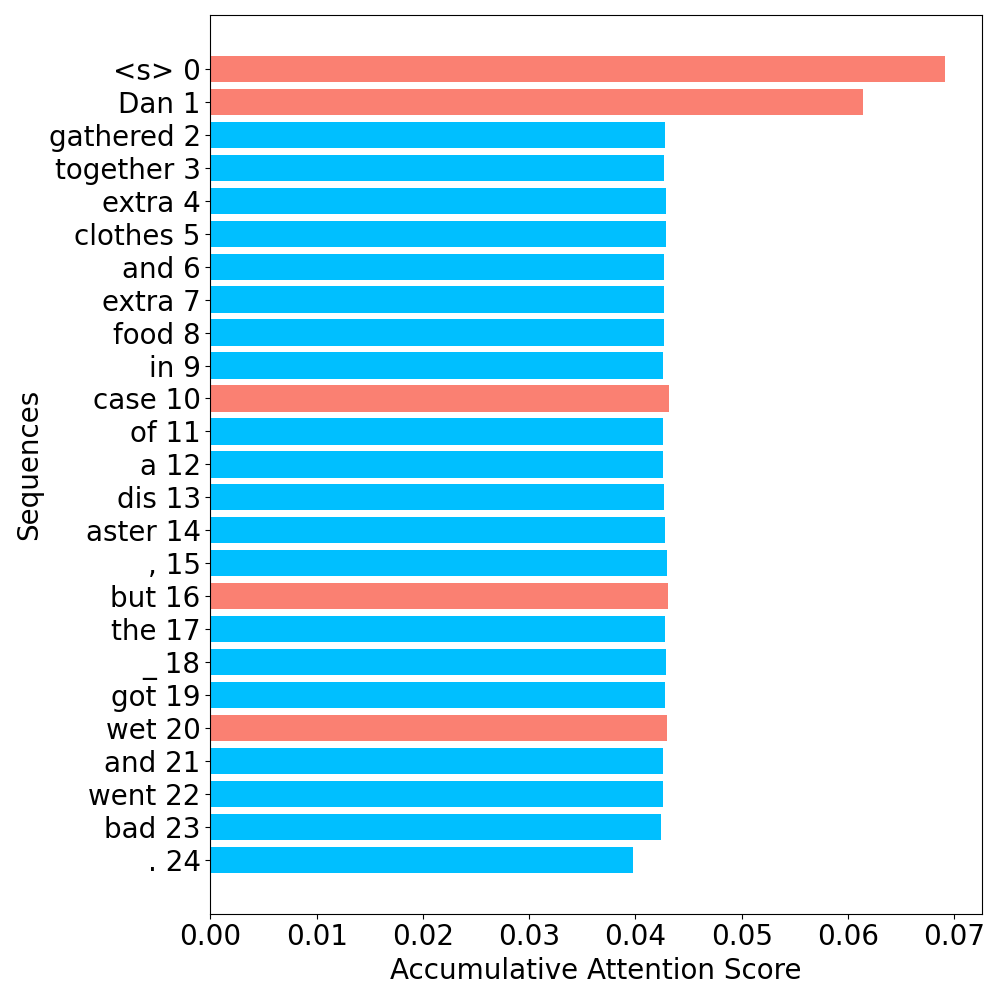 <s> 0
Dan 1
gathered 2
together 3
extra 4
clothes 5
and 6
extra 7
food 8
in 9
case 10
of 11
a 12
dis 13
aster 14
, 15
but 16
the 17
_ 18
got 19
wet 20
and 21
went 22
bad 23
. 24
Sequences
0.00 0.01 0.02 0.03 0.04 0.05 0.06 0.07
Accumulative Attention Score